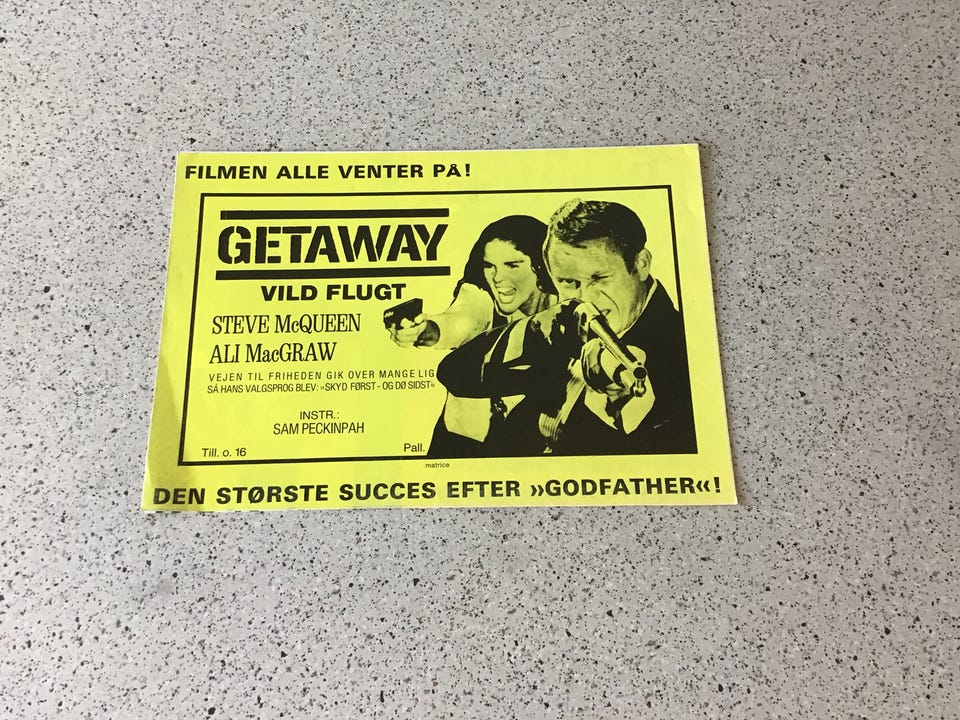 FILMEN ALLE VENTER PÅ!
GETAWAY
VILD FLUGT
STEVE McQUEEN
ALI MacGRAW
VEJEN TIL FRIHEDEN GIK OVER MANGE LIG
SÅ HANS VALGSPROG BLEV: »SKYD FØRST - OG DØ SIDST«
INSTR.:
SAM PECKINPAH
Till. o. 16
Pall.
matrice
DEN STØRSTE SUCCES EFTER »GODFATHER«!